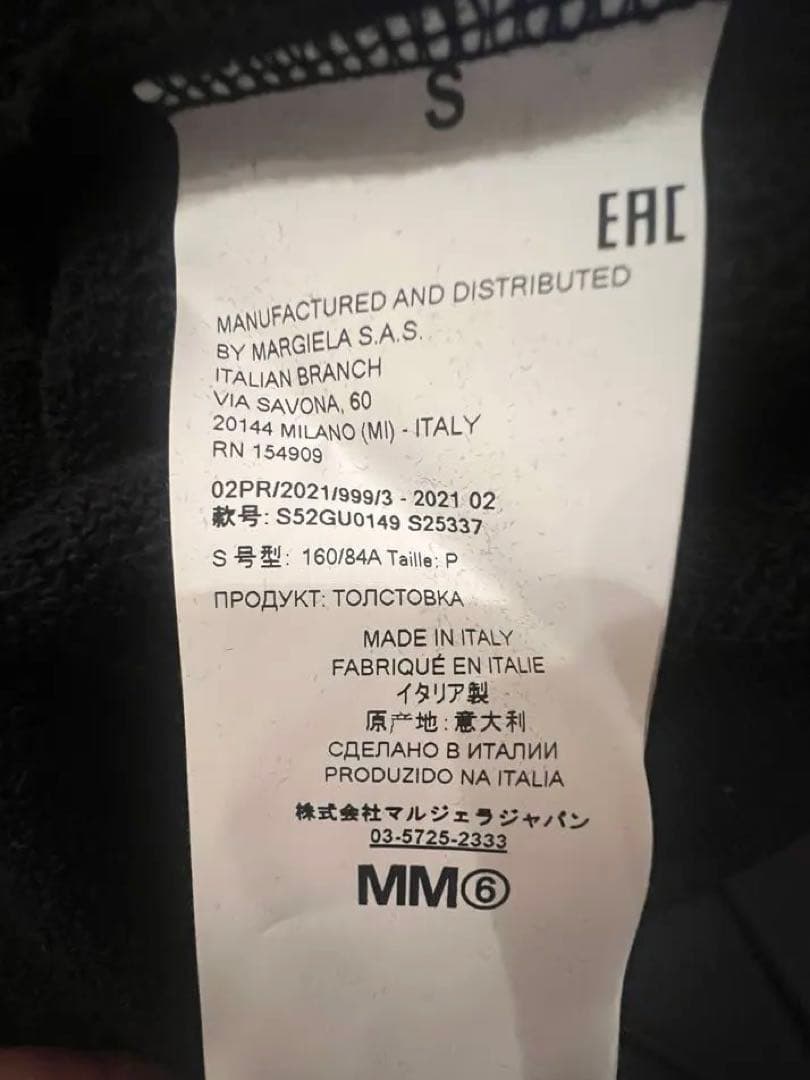 S
EAC
MANUFACTURED AND DISTRIBUTED
BY MARGIELA S.A.S.
ITALIAN BRANCH
VIA SAVONA, 60
20144 MILANO (MI) - ITALY
RN 154909
02PR/2021/999/3 - 2021 02
款号: S52GU0149 S25337
S 号型: 160/84A Taille: P
ПРОДУКТ: ТОЛСТОВКА
MADE IN ITALY
FABRIQUÉ EN ITALIE
イタリア製
原产地:意大利
СДЕЛАНО В ИТАЛИИ
PRODUZIDO NA ITALIA
株式会社マルジェラジャパン
03-5725-2333
MM⑥